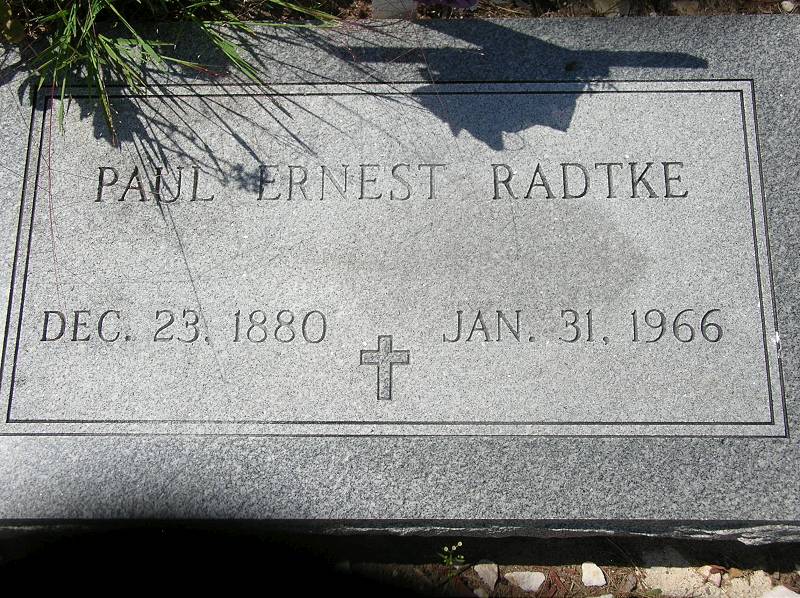 PAUL ERNEST RADTKE
DEC. 23, 1880 JAN. 31, 1966